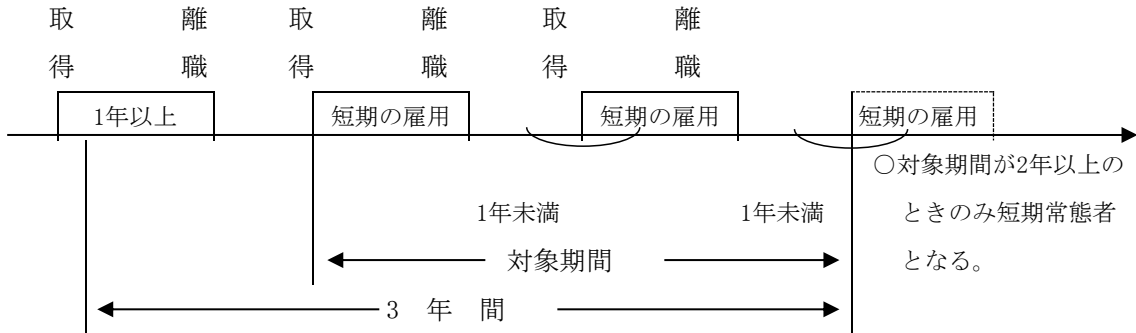 取 離 取 離 取 離
得 職 得 職 得 職
1年以上 短期の雇用 短期の雇用 短期の雇用
○対象期間が2年以上の
1年未満 1年未満 ときのみ短期常態者
対象期間 となる。
3 年 間